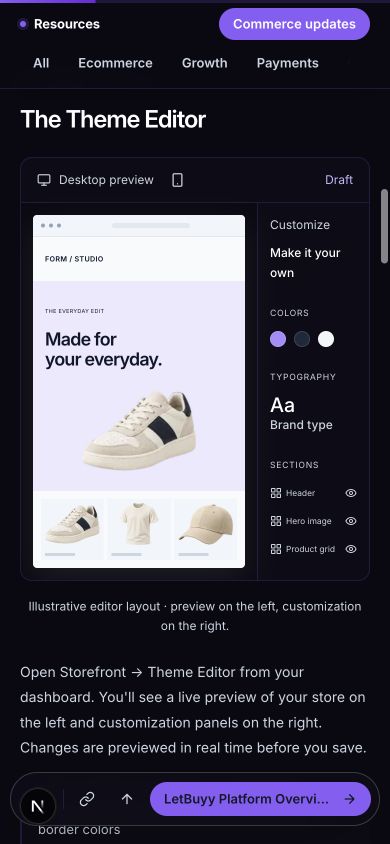 Resources
Commerce updates
All Ecommerce Growth Payments
The Theme Editor
Desktop preview
Draft
FORM / STUDIO
THE EVERYDAY EDIT
Made for
your everyday.
Customize
Make it your
own
COLORS
TYPOGRAPHY
Aa
Brand type
SECTIONS
Header
Hero image
Product grid
Illustrative editor layout · preview on the left, customization
on the right.
Open Storefront → Theme Editor from your
dashboard. You'll see a live preview of your store on
the left and customization panels on the right.
Changes are previewed in real time before you save.
N
LetBuyy Platform Overvi... →
border colors